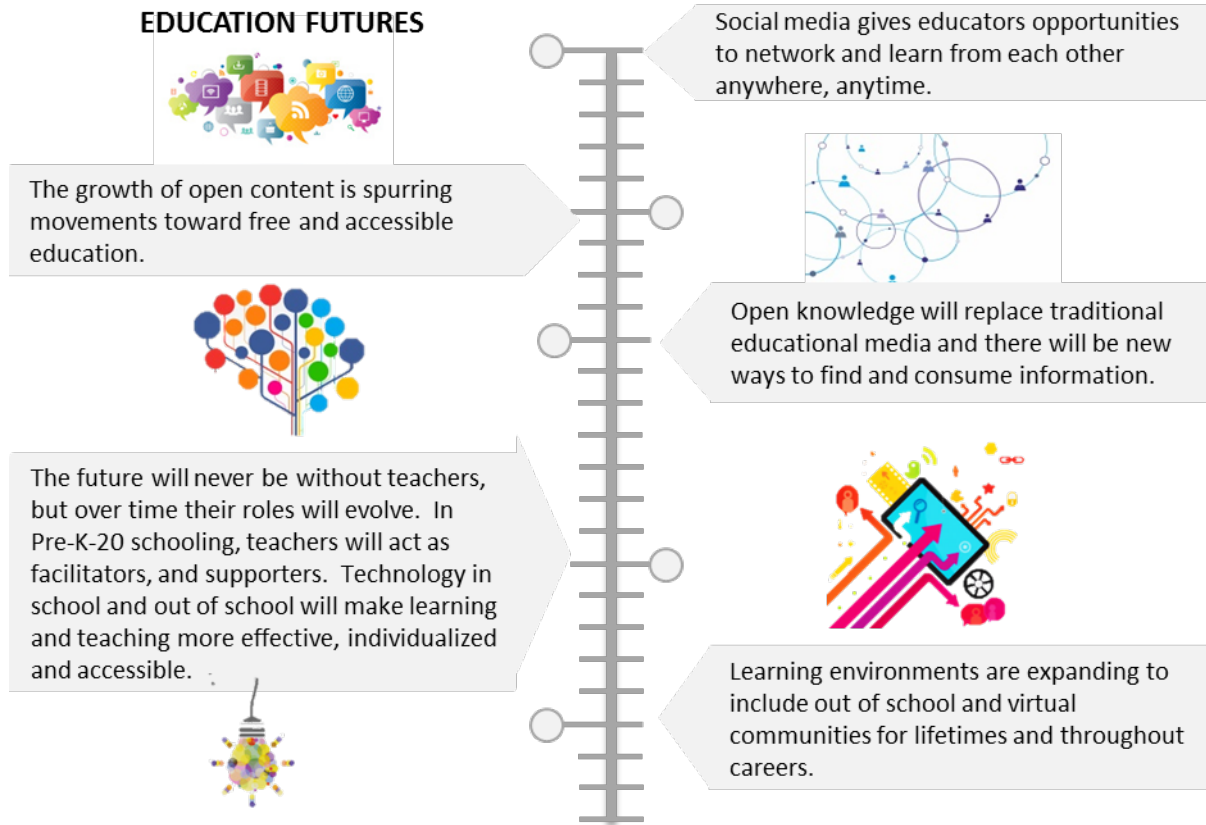 EDUCATION FUTURES
Social media gives educators opportunities
to network and learn from each other
anywhere, anytime.
The growth of open content is spurring
movements toward free and accessible
education.
Open knowledge will replace traditional
educational media and there will be new
ways to find and consume information.
The future will never be without teachers,
but over time their roles will evolve.  In
Pre-K-20 schooling, teachers will act as
facilitators, and supporters.  Technology in
school and out of school will make learning
and teaching more effective, individualized
and accessible.
Learning environments are expanding to
include out of school and virtual
communities for lifetimes and throughout
careers.